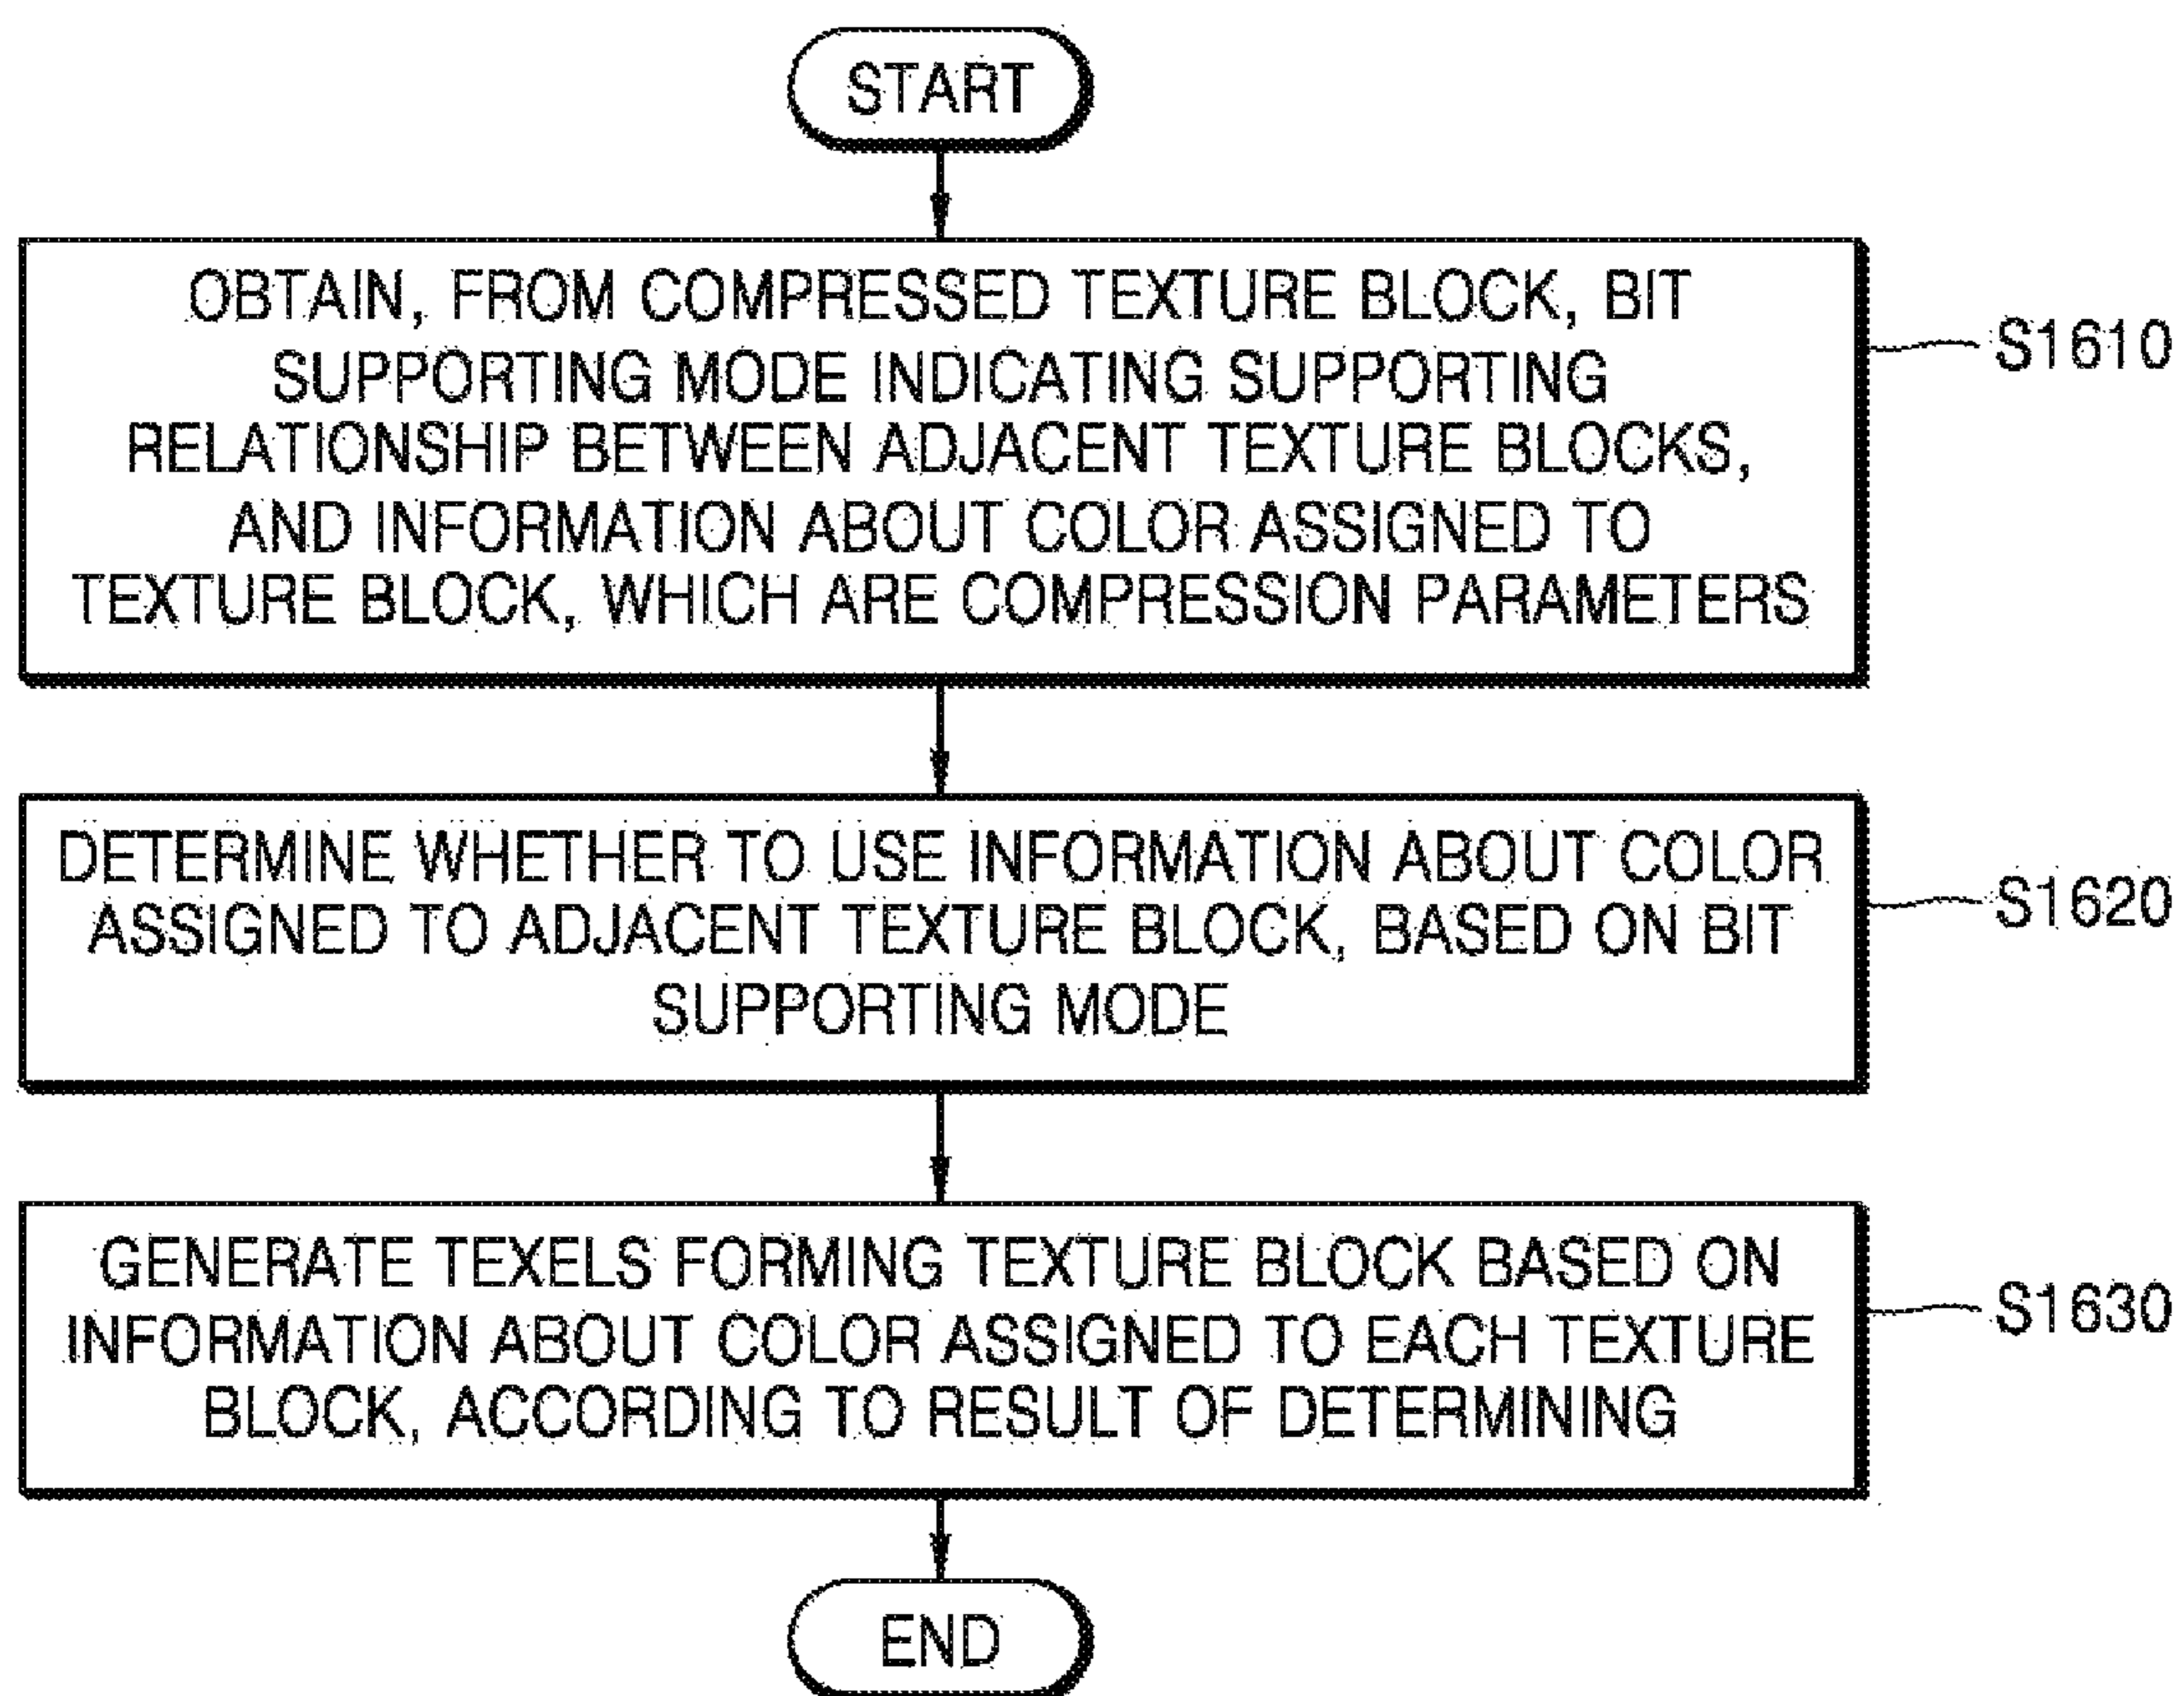 START
OBTAIN, FROM COMPRESSED TEXTURE BLOCK, BIT
SUPPORTING MODE INDICATING SUPPORTING
RELATIONSHIP BETWEEN ADJACENT TEXTURE BLOCKS,
AND INFORMATION ABOUT COLOR ASSIGNED TO
TEXTURE BLOCK, WHICH ARE COMPRESSION PARAMETERS
S1610
DETERMINE WHETHER TO USE INFORMATION ABOUT COLOR
ASSIGNED TO ADJACENT TEXTURE BLOCK, BASED ON BIT
SUPPORTING MODE
S1620
GENERATE TEXELS FORMING TEXTURE BLOCK BASED ON
INFORMATION ABOUT COLOR ASSIGNED TO EACH TEXTURE
BLOCK, ACCORDING TO RESULT OF DETERMINING
S1630
END